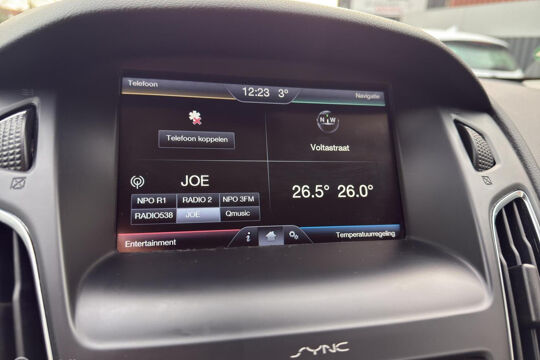 Telefoon
12:23 3°
Navigatie
Telefoon koppelen
N W
Voltastraat
JOE
NPO R1 RADIO 2 NPO 3FM
RADIO538 JOE Qmusic
26.5° 26.0°
Entertainment
i
Temperatuurregeling
SYNC